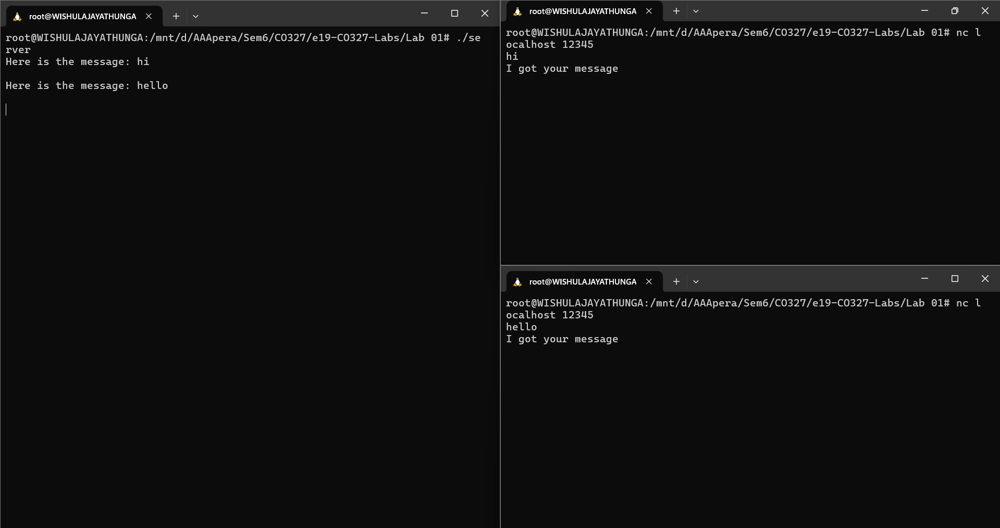 root@WISHULAJAYATHUNGA
root@WISHULAJAYATHUNGA:/mnt/d/AAApera/Sem6/CO327/e19-CO327-Labs/Lab 01# ./se
rver
Here is the message: hi
Here is the message: hello
root@WISHULAJAYATHUNGA
root@WISHULAJAYATHUNGA:/mnt/d/AAApera/Sem6/CO327/e19-CO327-Labs/Lab 01# nc l
ocalhost 12345
hi
I got your message
root@WISHULAJAYATHUNGA
root@WISHULAJAYATHUNGA:/mnt/d/AAApera/Sem6/CO327/e19-CO327-Labs/Lab 01# nc l
ocalhost 12345
hello
I got your message